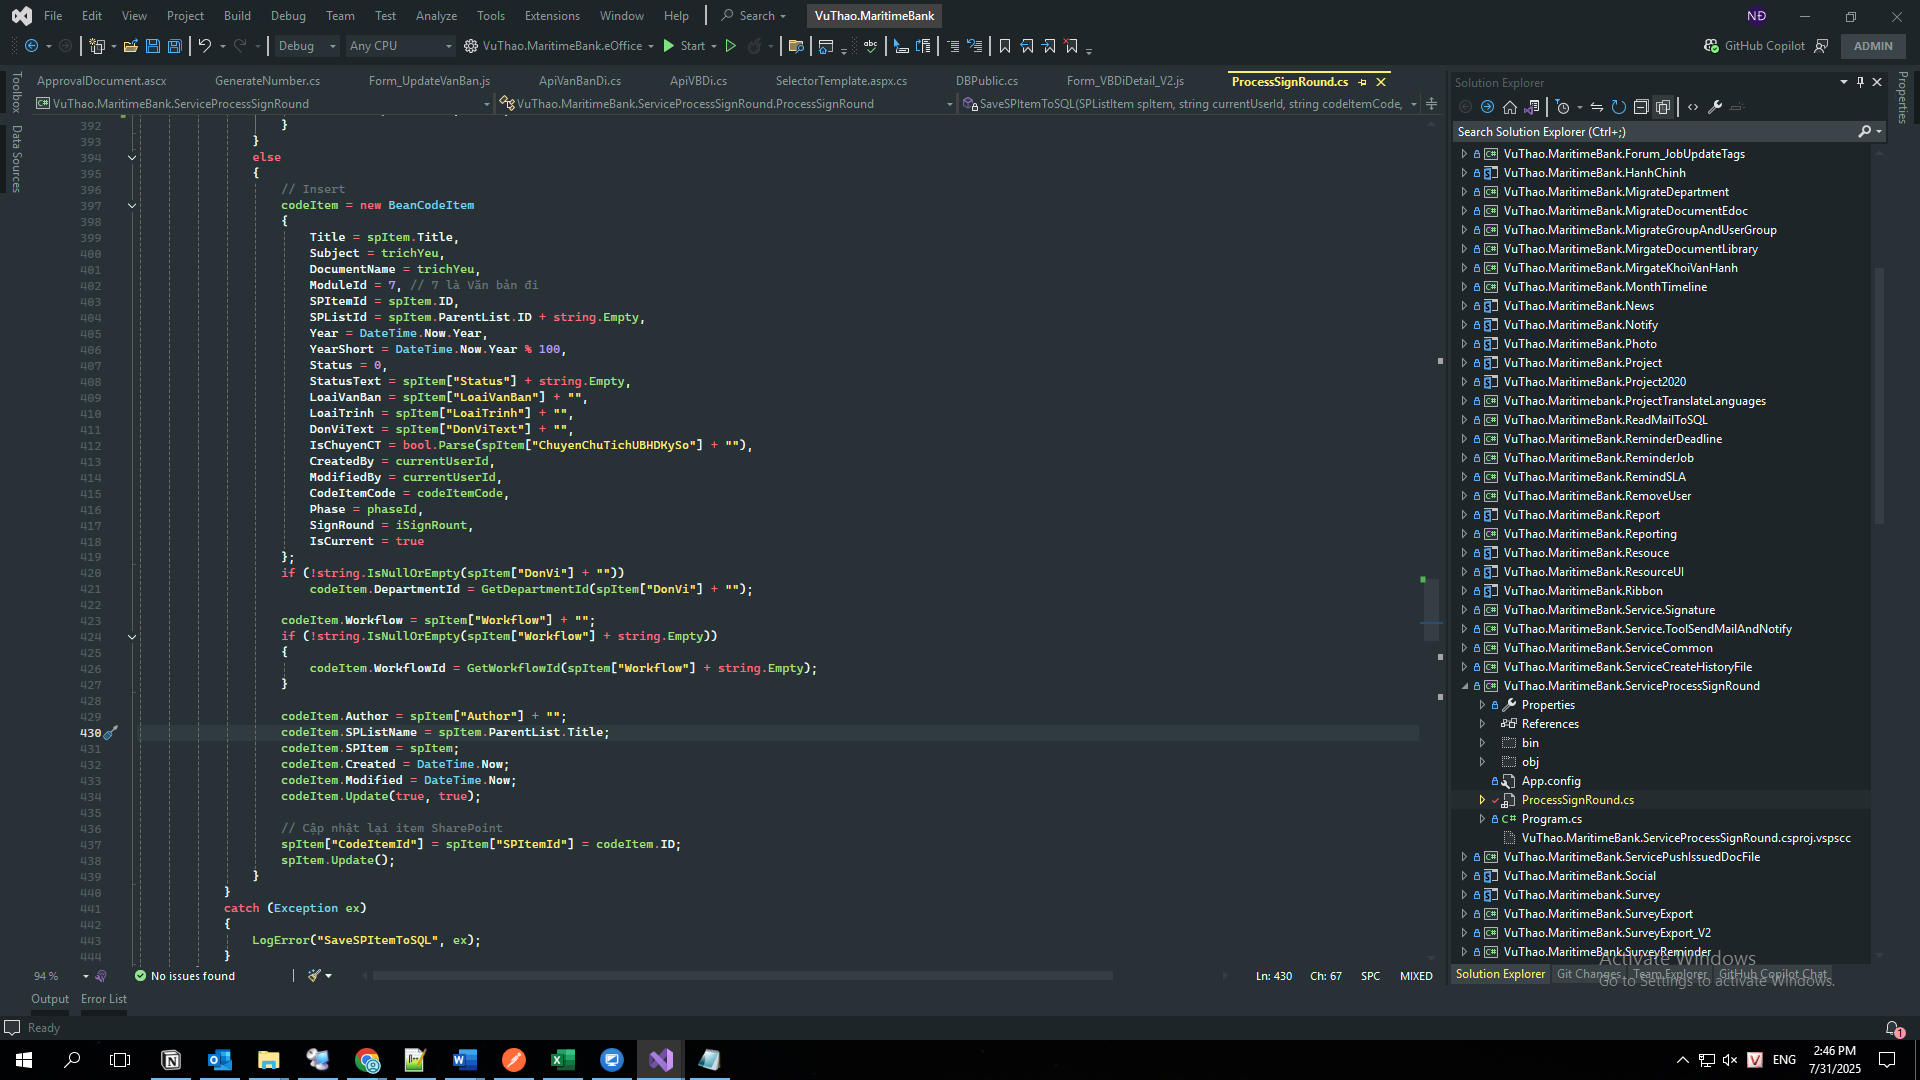 File Edit View Project Build Debug Team Test Analyze Tools Extensions Window Help Search VuThao.MaritimeBank NĐ
Debug Any CPU VuThao.MaritimeBank.eOffice Start GitHub Copilot ADMIN
ApprovalDocument.ascx GenerateNumber.cs Form_UpdateVanBan.js ApiVanBanDi.cs ApiVBDi.cs SelectorTemplate.aspx.cs DBPublic.cs Form_VBDiDetail_V2.js ProcessSignRound.cs
VuThao.MaritimeBank.ServiceProcessSignRound VuThao.MaritimeBank.ServiceProcessSignRound.ProcessSignRound SaveSPItemToSQL(SPListItem spItem, string currentUserId, string codeItemCode,
Toolbox
Data Sources
392 }
393 }
394 else
395 {
396 // Insert
397 codeItem = new BeanCodeItem
398 {
399 Title = spItem.Title,
400 Subject = trichYeu,
401 DocumentName = trichYeu,
402 ModuleId = 7, // 7 là Văn bản đi
403 SPItemId = spItem.ID,
404 SPListId = spItem.ParentList.ID + string.Empty,
405 Year = DateTime.Now.Year,
406 YearShort = DateTime.Now.Year % 100,
407 Status = 0,
408 StatusText = spItem["Status"] + string.Empty,
409 LoaiVanBan = spItem["LoaiVanBan"] + "",
410 LoaiTrinh = spItem["LoaiTrinh"] + "",
411 DonViText = spItem["DonViText"] + "",
412 IsChuyenCT = bool.Parse(spItem["ChuyenChuTichUBHDKySo"] + ""),
413 CreatedBy = currentUserId,
414 ModifiedBy = currentUserId,
415 CodeItemCode = codeItemCode,
416 Phase = phaseId,
417 SignRound = iSignRount,
418 IsCurrent = true
419 };
420 if (!string.IsNullOrEmpty(spItem["DonVi"] + ""))
421 codeItem.DepartmentId = GetDepartmentId(spItem["DonVi"] + "");
422
423 codeItem.Workflow = spItem["Workflow"] + "";
424 if (!string.IsNullOrEmpty(spItem["Workflow"] + string.Empty))
425 {
426 codeItem.WorkflowId = GetWorkflowId(spItem["Workflow"] + string.Empty);
427 }
428
429 codeItem.Author = spItem["Author"] + "";
430 codeItem.SPListName = spItem.ParentList.Title;
431 codeItem.SPItem = spItem;
432 codeItem.Created = DateTime.Now;
433 codeItem.Modified = DateTime.Now;
434 codeItem.Update(true, true);
435
436 // Cập nhật lại item SharePoint
437 spItem["CodeItemId"] = spItem["SPItemId"] = codeItem.ID;
438 spItem.Update();
439 }
440 }
441 catch (Exception ex)
442 {
443 LogError("SaveSPItemToSQL", ex);
444 }
94 % No issues found Ln: 430 Ch: 67 SPC MIXED
Output Error List
Ready
Solution Explorer
Properties
Search Solution Explorer (Ctrl+;)
VuThao.MaritimeBank.Forum_JobUpdateTags
VuThao.MaritimeBank.HanhChinh
VuThao.MaritimeBank.MigrateDepartment
VuThao.MaritimeBank.MigrateDocumentEdoc
VuThao.MaritimeBank.MigrateGroupAndUserGroup
VuThao.MaritimeBank.MirgateDocumentLibrary
VuThao.MaritimeBank.MirgateKhoiVanHanh
VuThao.MaritimeBank.MonthTimeline
VuThao.MaritimeBank.News
VuThao.MaritimeBank.Notify
VuThao.MaritimeBank.Photo
VuThao.MaritimeBank.Project
VuThao.MaritimeBank.Project2020
VuThao.MaritimeBank.ProjectTranslateLanguages
VuThao.MaritimeBank.ReadMailToSQL
VuThao.MaritimeBank.ReminderDeadline
VuThao.MaritimeBank.ReminderJob
VuThao.MaritimeBank.RemindSLA
VuThao.MaritimeBank.RemoveUser
VuThao.MaritimeBank.Report
VuThao.MaritimeBank.Reporting
VuThao.MaritimeBank.Resouce
VuThao.MaritimeBank.ResourceUI
VuThao.MaritimeBank.Ribbon
VuThao.MaritimeBank.Service.Signature
VuThao.MaritimeBank.Service.ToolSendMailAndNotify
VuThao.MaritimeBank.ServiceCommon
VuThao.MaritimeBank.ServiceCreateHistoryFile
VuThao.MaritimeBank.ServiceProcessSignRound
Properties
References
bin
obj
App.config
ProcessSignRound.cs
C# Program.cs
VuThao.MaritimeBank.ServiceProcessSignRound.csproj.vspscc
VuThao.MaritimeBank.ServicePushIssuedDocFile
VuThao.MaritimeBank.Social
VuThao.MaritimeBank.Survey
VuThao.MaritimeBank.SurveyExport
VuThao.MaritimeBank.SurveyExport_V2
VuThao.MaritimeBank.SurveyReminder
Solution Explorer Git Changes Team Explorer GitHub Copilot Chat
Activate Windows
Go to Settings to activate Windows.
1
ENG
2:46 PM
7/31/2025